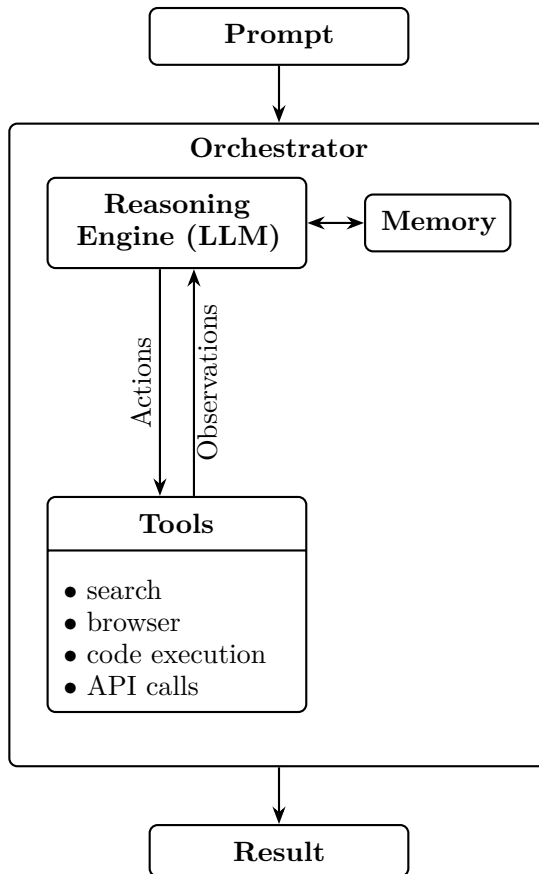 Prompt
Orchestrator
Reasoning
Engine (LLM)
Memory
Actions
Observations
Tools
• search
• browser
• code execution
• API calls
Result